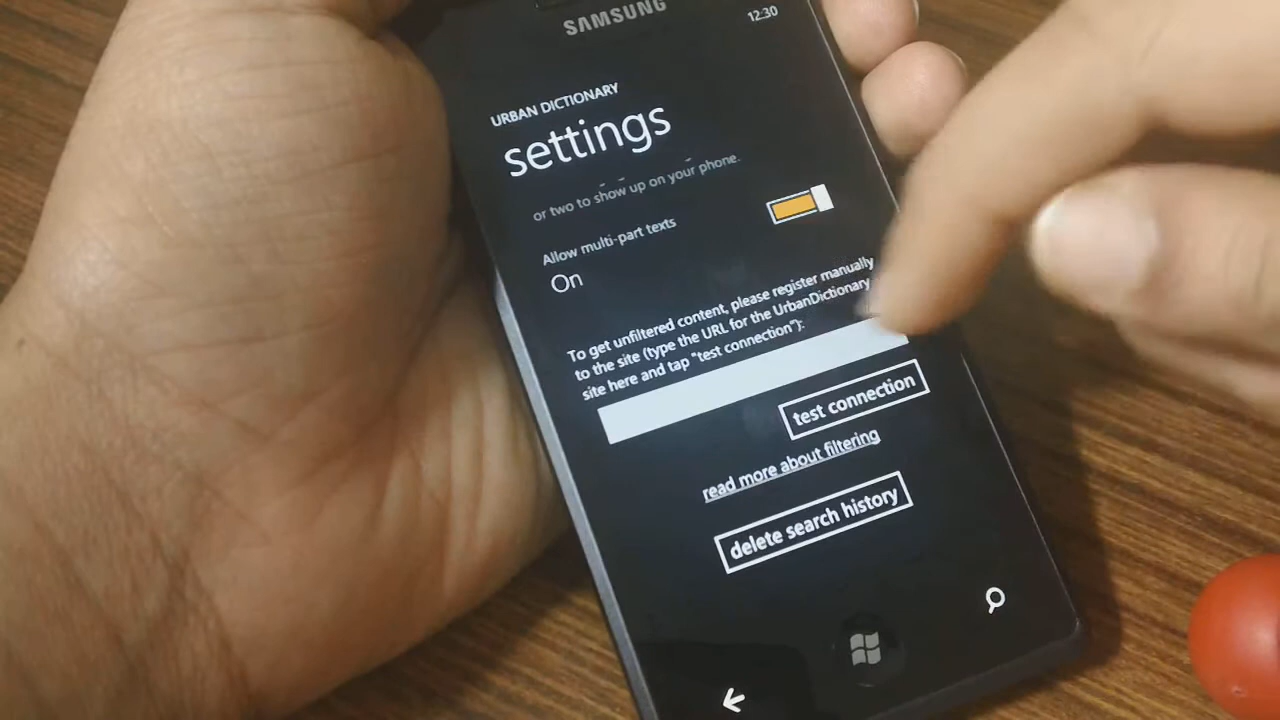 SAMSUNG
12:30
URBAN DICTIONARY
settings
or two to show up on your phone.
Allow multi-part texts
On
To get unfiltered content, please register manually
to the site (type the URL for the UrbanDictionary
site here and tap "test connection"):
test connection
read more about filtering
delete search history